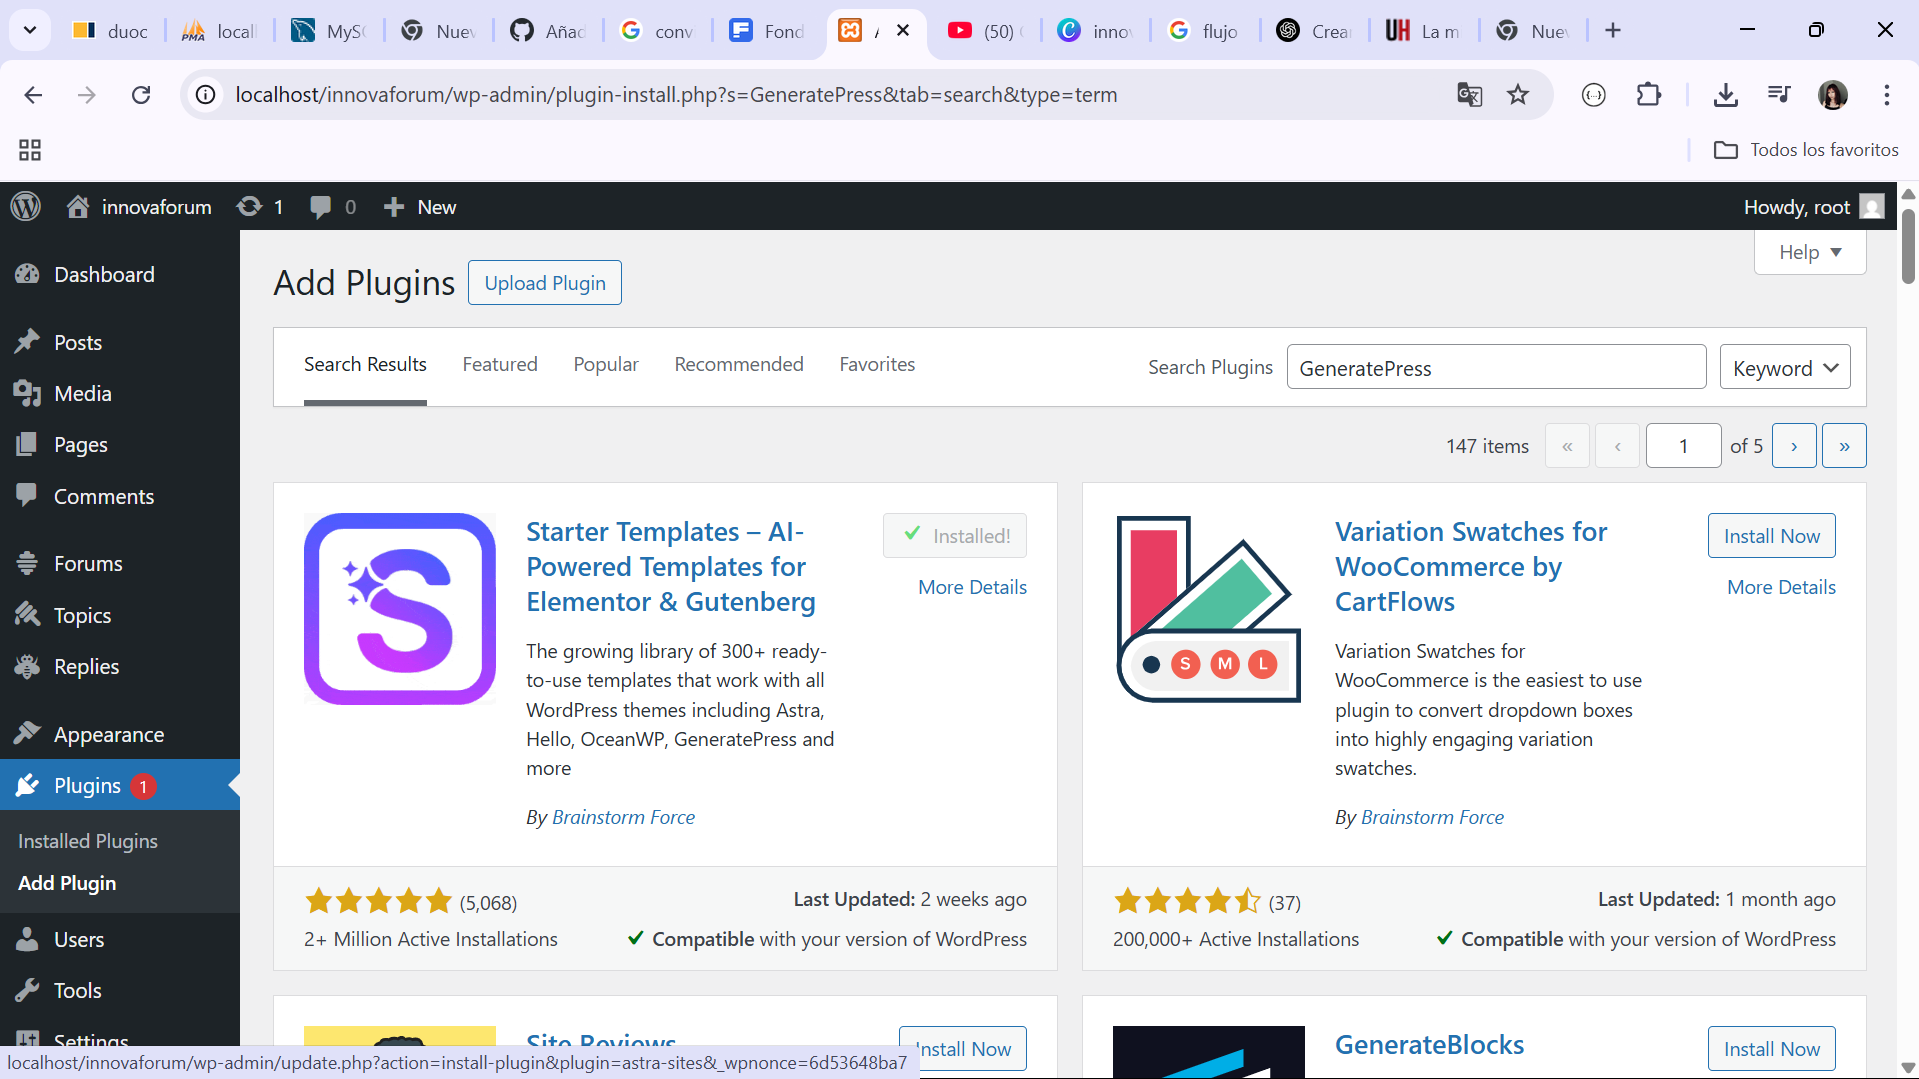 duoc
locall
MyS
Nuev
Añad
conv
Fond
(50)
innov
flujo
Crear
UH La m
Nuev
localhost/innovaforum/wp-admin/plugin-install.php?s=GeneratePress&tab=search&type=term
Todos los favoritos
innovaforum
1
0
New
Howdy, root
Dashboard
Posts
Media
Pages
Comments
Forums
Topics
Replies
Appearance
Plugins 1
Installed Plugins
Add Plugin
Users
Tools
Settings
Help
Add Plugins
Upload Plugin
Search Results
Featured
Popular
Recommended
Favorites
Search Plugins
GeneratePress
Keyword
147 items
«
‹
1
of 5
›
»
Starter Templates – AI-
Powered Templates for
Elementor & Gutenberg
Installed!
More Details
The growing library of 300+ ready-
to-use templates that work with all
WordPress themes including Astra,
Hello, OceanWP, GeneratePress and
more
By Brainstorm Force
(5,068)
Last Updated: 2 weeks ago
2+ Million Active Installations
Compatible with your version of WordPress
S M L
Variation Swatches for
WooCommerce by
CartFlows
Install Now
More Details
Variation Swatches for
WooCommerce is the easiest to use
plugin to convert dropdown boxes
into highly engaging variation
swatches.
By Brainstorm Force
(37)
Last Updated: 1 month ago
200,000+ Active Installations
Compatible with your version of WordPress
Site Reviews
Install Now
GenerateBlocks
Install Now
localhost/innovaforum/wp-admin/update.php?action=install-plugin&plugin=astra-sites&_wpnonce=6d53648ba7